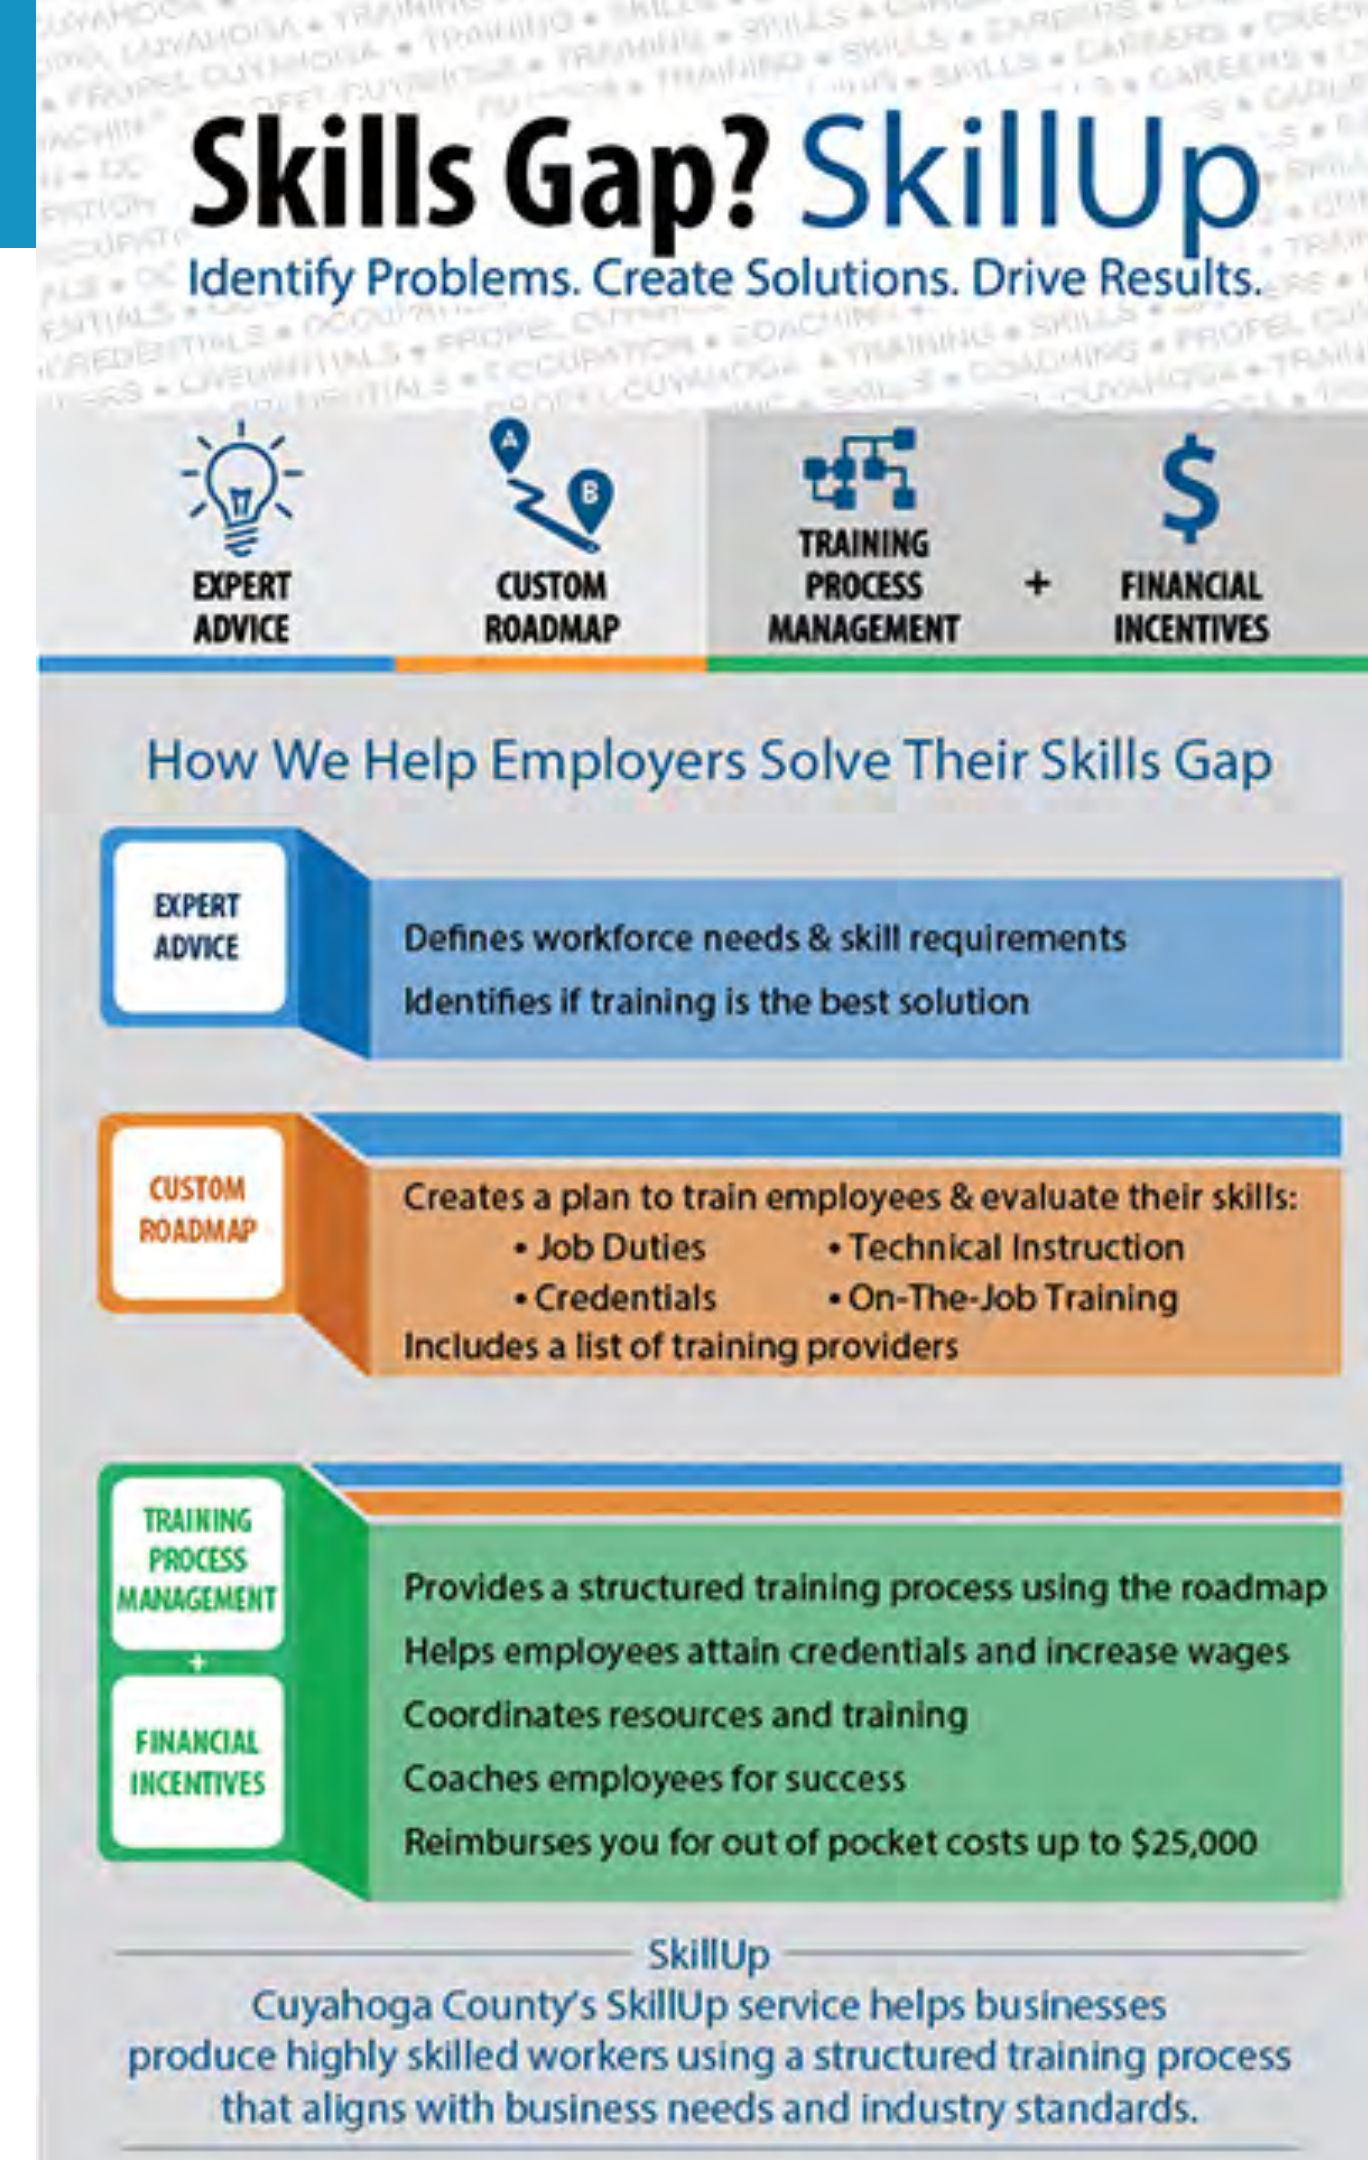 Skills Gap? SkillUp
Identify Problems. Create Solutions. Drive Results.
A
B
EXPERT
ADVICE
CUSTOM
ROADMAP
TRAINING
PROCESS
MANAGEMENT
+
$
FINANCIAL
INCENTIVES
How We Help Employers Solve Their Skills Gap
EXPERT
ADVICE
Defines workforce needs & skill requirements
Identifies if training is the best solution
CUSTOM
ROADMAP
Creates a plan to train employees & evaluate their skills:
• Job Duties • Technical Instruction
• Credentials • On-The-Job Training
Includes a list of training providers
TRAINING
PROCESS
MANAGEMENT
+
FINANCIAL
INCENTIVES
Provides a structured training process using the roadmap
Helps employees attain credentials and increase wages
Coordinates resources and training
Coaches employees for success
Reimburses you for out of pocket costs up to $25,000
SkillUp
Cuyahoga County's SkillUp service helps businesses
produce highly skilled workers using a structured training process
that aligns with business needs and industry standards.